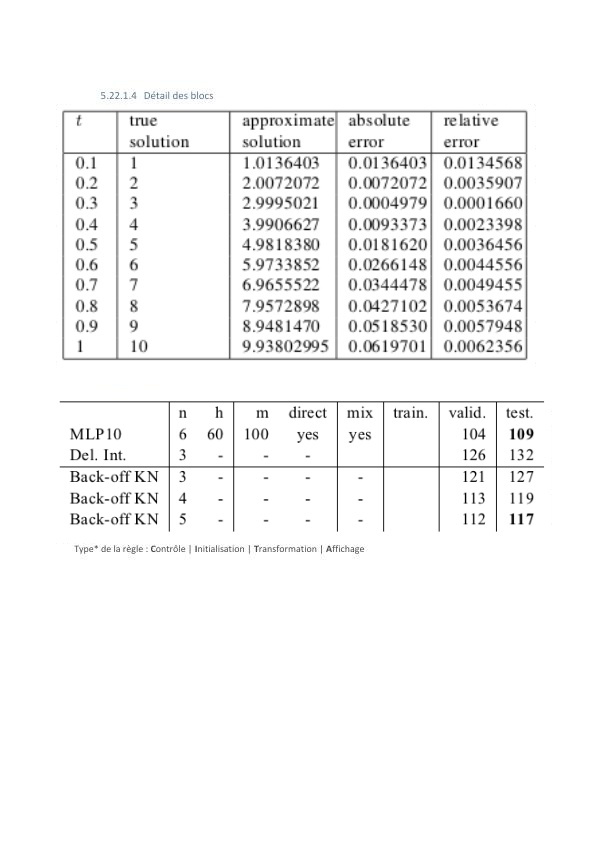 5.22.1.4 Détail des blocs
t true approximate absolute relative
solution solution error error
0.1 1 1.0136403 0.0136403 0.0134568
0.2 2 2.0072072 0.0072072 0.0035907
0.3 3 2.9995021 0.0004979 0.0001660
0.4 4 3.9906627 0.0093373 0.0023398
0.5 5 4.9818380 0.0181620 0.0036456
0.6 6 5.9733852 0.0266148 0.0044556
0.7 7 6.9655522 0.0344478 0.0049455
0.8 8 7.9572898 0.0427102 0.0053674
0.9 9 8.9481470 0.0518530 0.0057948
1 10 9.93802995 0.0619701 0.0062356
n h m direct mix train. valid. test.
MLP10 6 60 100 yes yes 104 109
Del. Int. 3 - - - 126 132
Back-off KN 3 - - - - 121 127
Back-off KN 4 - - - - 113 119
Back-off KN 5 - - - - 112 117
Type* de la règle : Contrôle | Initialisation | Transformation | Affichage